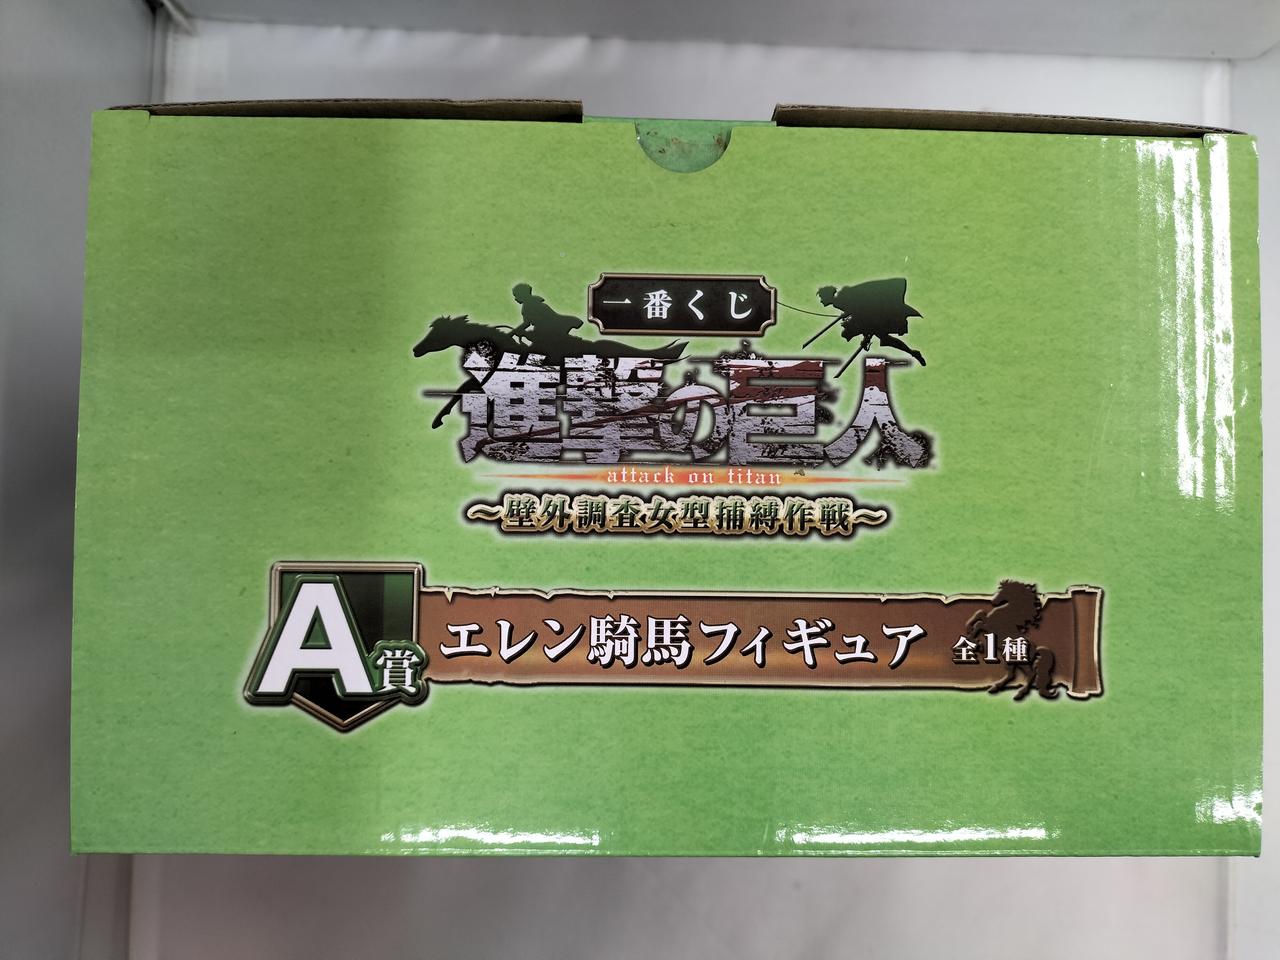 一番くじ
進撃の巨人
attack on titan
～壁外調査女型捕縛作戦～
A賞 エレン騎馬フィギュア 全1種